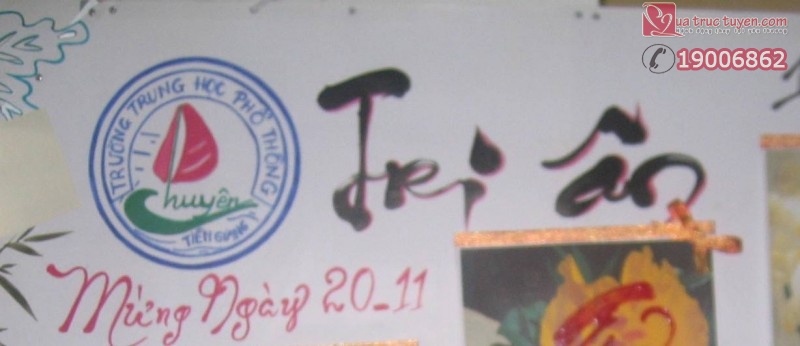 Quatructuyen.com
19006862
TRƯỜNG TRUNG HỌC PHỔ THÔNG
Chuyên
TIỀN GIANG
Tri ân
Mừng Ngày 20-11